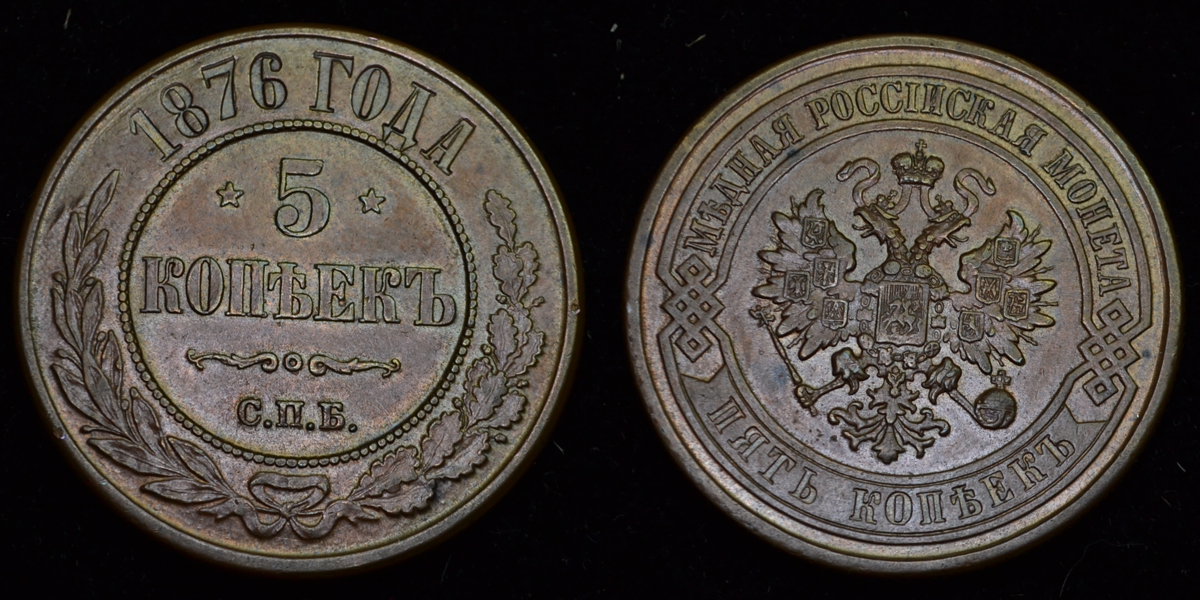 1876 ГОДА
5
КОПѢЕКЪ
С.П.Б.
МѢДНАЯ РОССІЙСКАЯ МОНЕТА
ПЯТЬ КОПѢЕКЪ